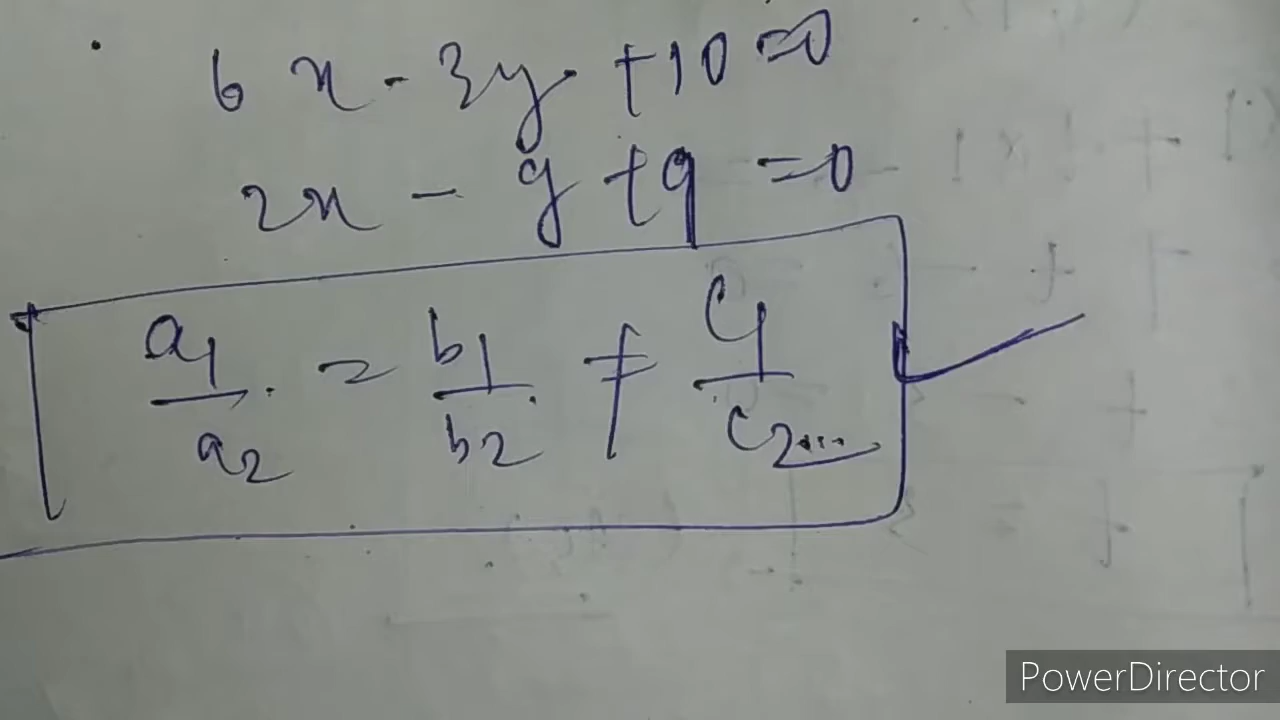 6x - 3y + 10 = 0
2x - y + 9 = 0
a1/a2 = b1/b2 ≠ c1/c2
PowerDirector